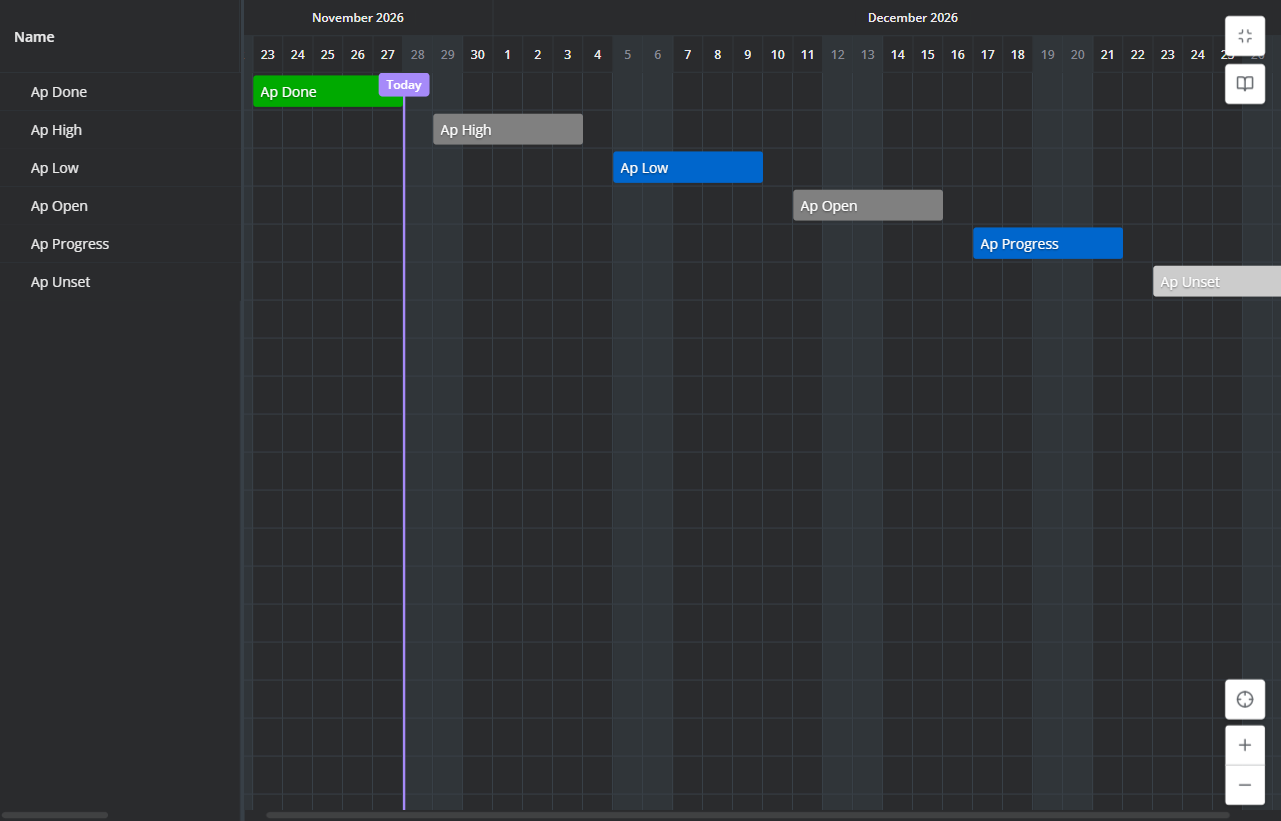 Name
November 2026
December 2026
23 24 25 26 27 28 29 30 1 2 3 4 5 6 7 8 9 10 11 12 13 14 15 16 17 18 19 20 21 22 23 24
Today
Ap Done
Ap Done
Ap High
Ap High
Ap Low
Ap Low
Ap Open
Ap Open
Ap Progress
Ap Progress
Ap Unset
Ap Unset